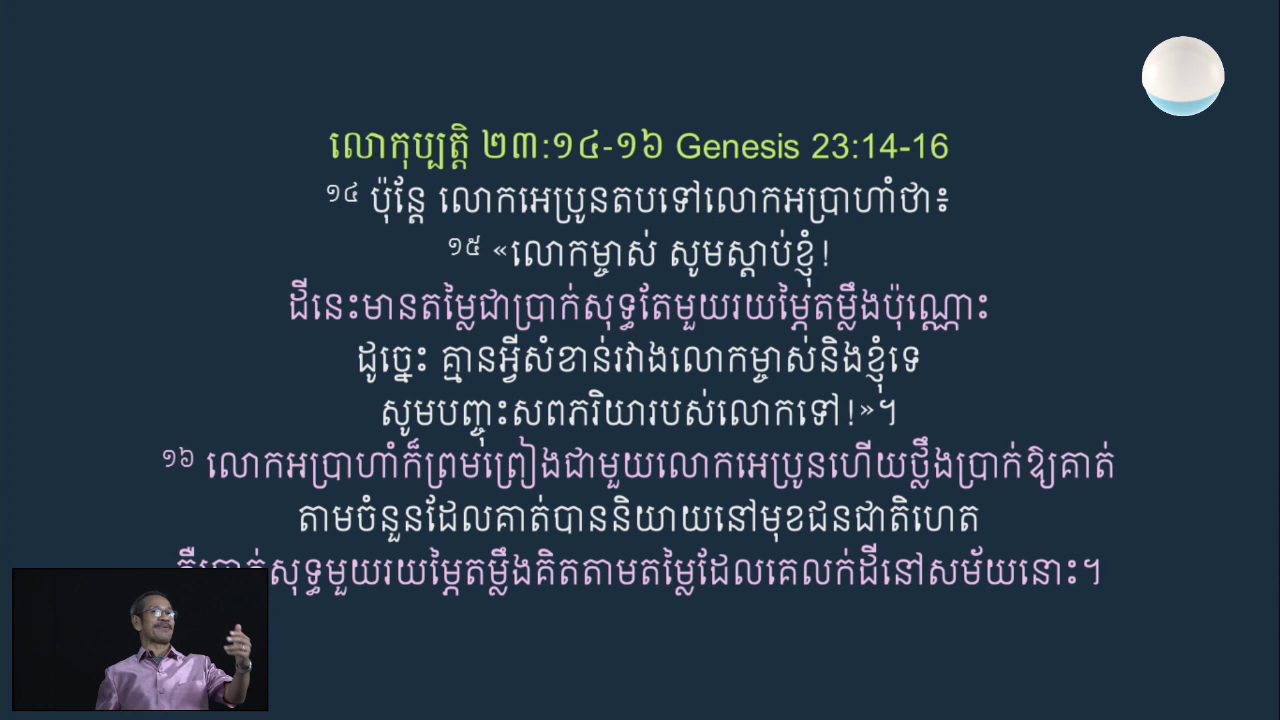 លោកុប្បត្តិ ២៣:១៤-១៦ Genesis 23:14-16
១៤ ប៉ុន្តែ លោកអេប្រូនតបទៅលោកអប្រាហាំថា៖
១៥ «លោកម្ចាស់ សូមស្តាប់ខ្ញុំ!
ដីនេះមានតម្លៃជាប្រាក់សុទ្ធតែមួយរយម្ភៃតម្លឹងប៉ុណ្ណោះ
ដូច្នេះ គ្មានអ្វីសំខាន់រវាងលោកម្ចាស់និងខ្ញុំទេ
សូមបញ្ចុះសពភរិយារបស់លោកទៅ!»។
១៦ លោកអប្រាហាំក៏ព្រមព្រៀងជាមួយលោកអេប្រូនហើយថ្លឹងប្រាក់ឱ្យគាត់
តាមចំនួនដែលគាត់បាននិយាយនៅមុខជនជាតិហេត
សុទ្ធមួយរយម្ភៃតម្លឹងគិតតាមតម្លៃដែលគេលក់ដីនៅសម័យនោះ។